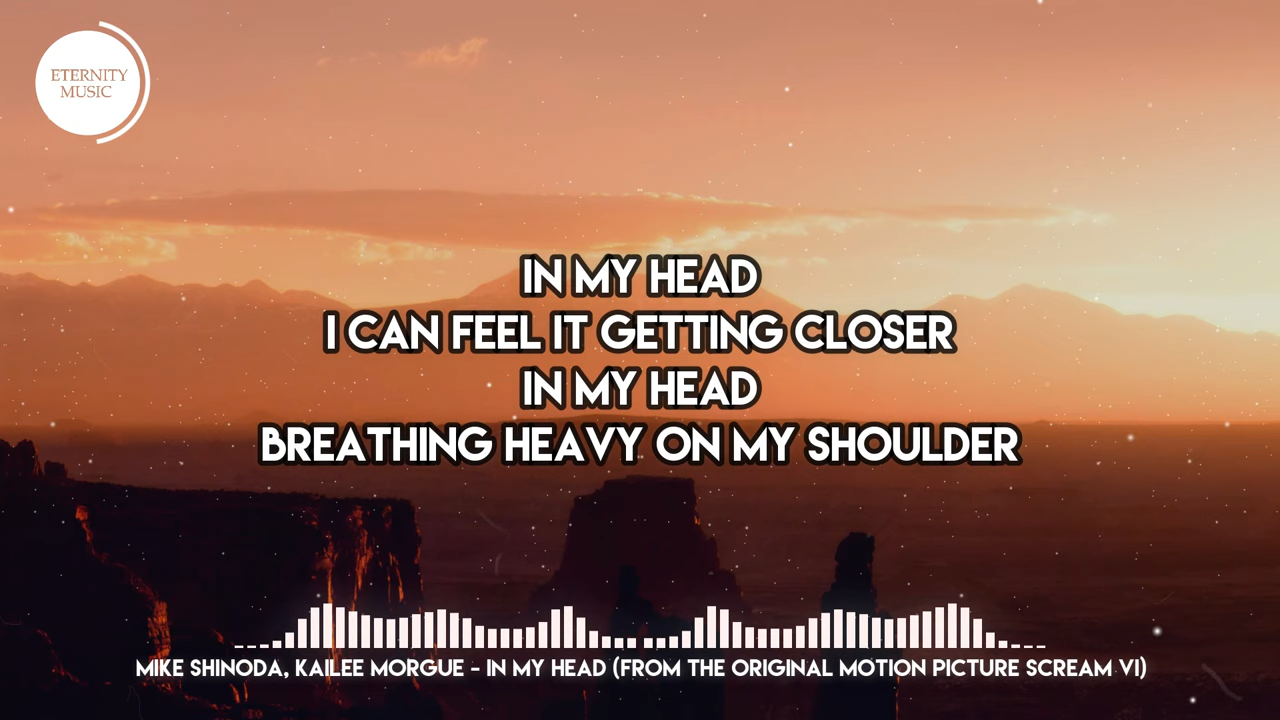 ETERNITY
MUSIC
IN MY HEAD
I CAN FEEL IT GETTING CLOSER
IN MY HEAD
BREATHING HEAVY ON MY SHOULDER
MIKE SHINODA, KAILEE MORGUE - IN MY HEAD (FROM THE ORIGINAL MOTION PICTURE SCREAM VI)